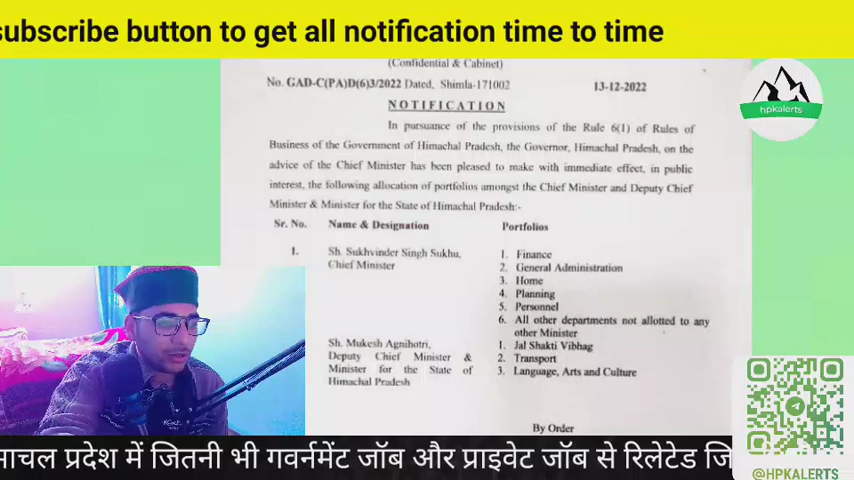 subscribe button to get all notification time to time
(Confidential & Cabinet)
No. GAD-C(PA)D(6)3/2022 Dated, Shimla-171002 13-12-2022
NOTIFICATION
In pursuance of the provisions of the Rule 6(1) of Rules of
Business of the Government of Himachal Pradesh, the Governor, Himachal Pradesh, on the
advice of the Chief Minister has been pleased to make with immediate effect, in public
interest, the following allocation of portfolios amongst the Chief Minister and Deputy Chief
Minister & Minister for the State of Himachal Pradesh:-
Sr. No. Name & Designation Portfolios
1. Sh. Sukhvinder Singh Sukhu, 1. Finance
Chief Minister 2. General Administration
3. Home
4. Planning
5. Personnel
6. All other departments not allotted to any
other Minister
Sh. Mukesh Agnihotri, 1. Jal Shakti Vibhag
Deputy Chief Minister & 2. Transport
Minister for the State of 3. Language, Arts and Culture
Himachal Pradesh
By Order
hpkalerts
@HPKALERTS
माचल प्रदेश में जितनी भी गवर्नमेंट जॉब और प्राइवेट जॉब से रिलेटेड जि